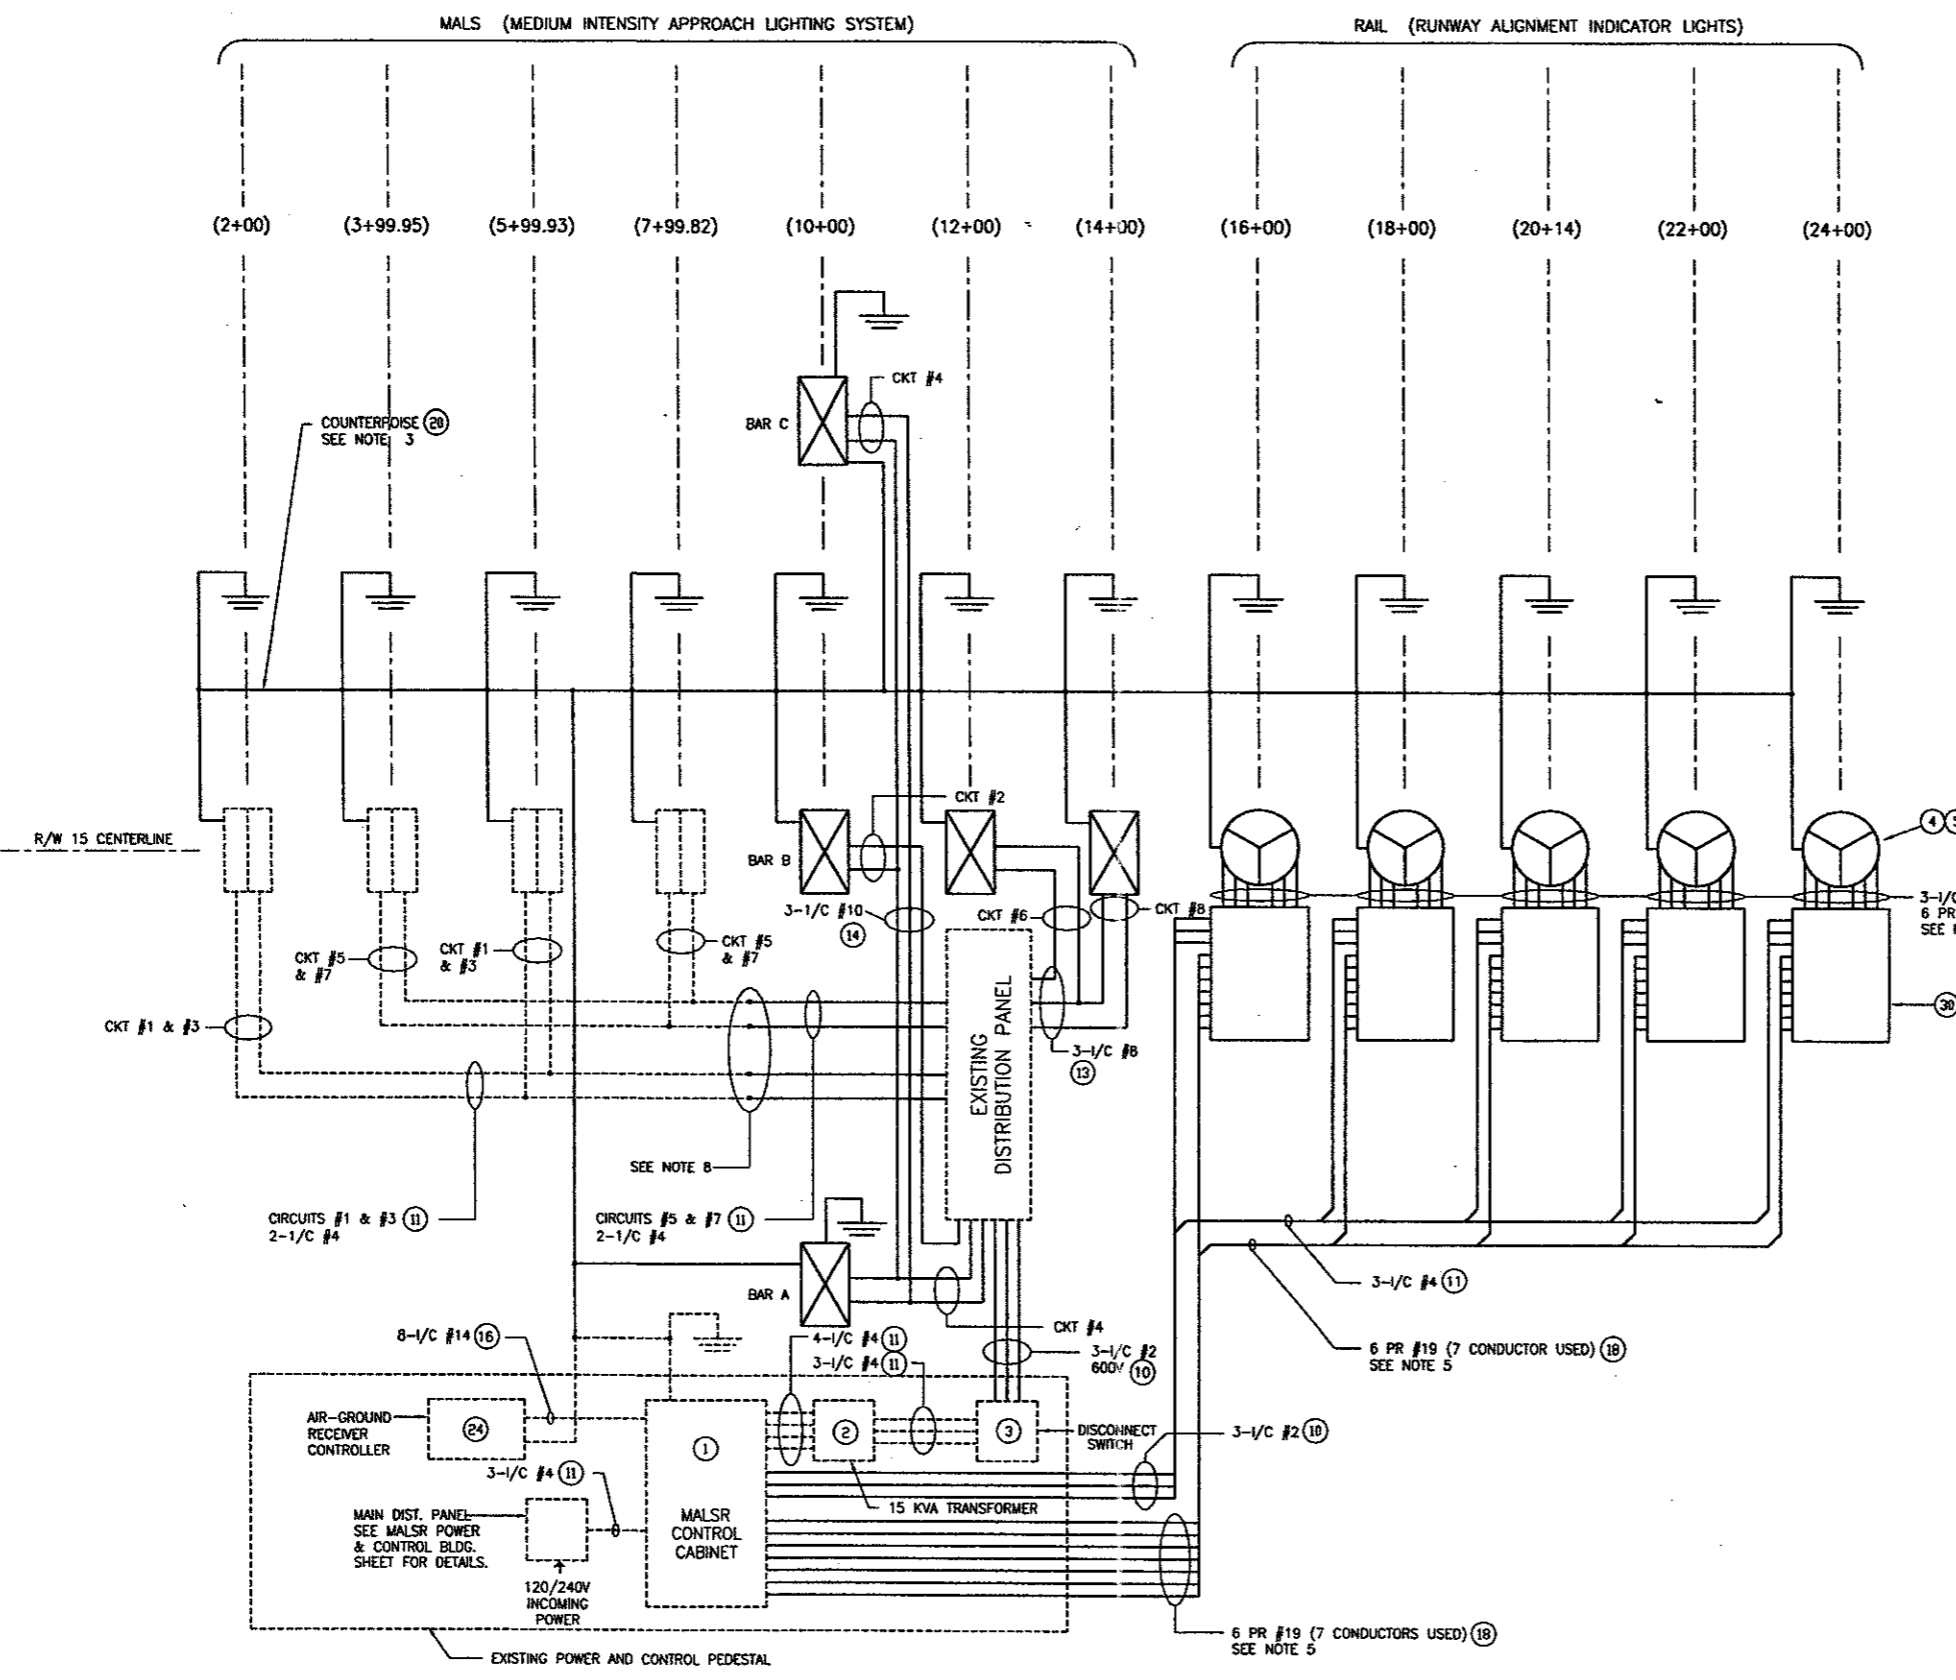 MALS (MEDIUM INTENSITY APPROACH LIGHTING SYSTEM)
RAIL (RUNWAY ALIGNMENT INDICATOR LIGHTS)
(2+00)
(3+99.95)
(5+99.93)
(7+99.82)
(10+00)
(12+00)
(14+00)
(16+00)
(18+00)
(20+14)
(22+00)
(24+00)
CKT #4
BAR C
COUNTERPOISE 20
SEE NOTE 3
CKT #2
R/W 15 CENTERLINE
BAR B
4
3-1/C #10
14
CKT #6
CKT #8
3-1/C
6 PR
SEE
CKT #5
& #7
CKT #1
& #3
CKT #5
& #7
30
CKT #1 & #3
EXISTING
DISTRIBUTION PANEL
3-1/C #8
13
SEE NOTE 8
CIRCUITS #1 & #3 11
2-1/C #4
CIRCUITS #5 & #7 11
2-1/C #4
BAR A
3-1/C #4 11
8-1/C #14 16
4-1/C #4 11
3-1/C #4 11
CKT #4
3-1/C #2
600V 10
6 PR #19 (7 CONDUCTOR USED) 18
SEE NOTE 5
AIR-GROUND
RECEIVER
CONTROLLER
24
1
2
3
DISCONNECT
SWITCH
3-1/C #2 10
3-1/C #4 11
15 KVA TRANSFORMER
MAIN DIST. PANEL
SEE MALSR POWER
& CONTROL BLDG.
SHEET FOR DETAILS.
MALSR
CONTROL
CABINET
120/240V
INCOMING
POWER
6 PR #19 (7 CONDUCTORS USED) 18
SEE NOTE 5
EXISTING POWER AND CONTROL PEDESTAL